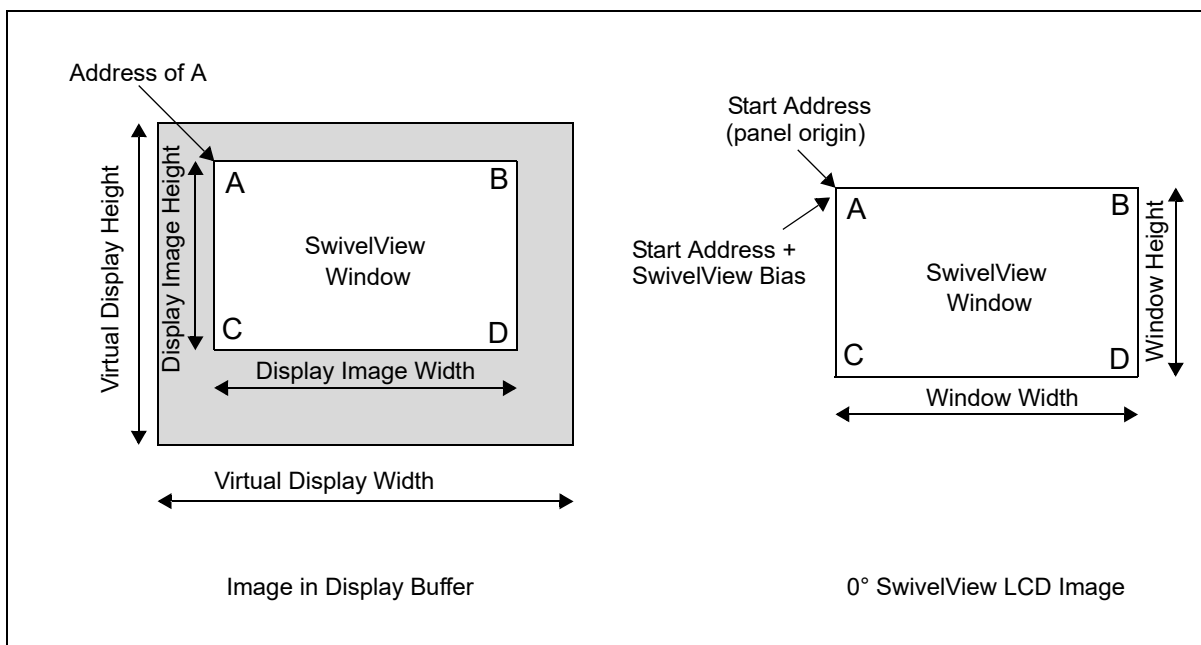 Address of A
Virtual Display Height
Display Image Height
A
B
SwivelView
Window
C
D
Display Image Width
Virtual Display Width
Image in Display Buffer
Start Address
(panel origin)
Start Address +
SwivelView Bias
A
B
SwivelView
Window
C
D
Window Height
Window Width
0° SwivelView LCD Image